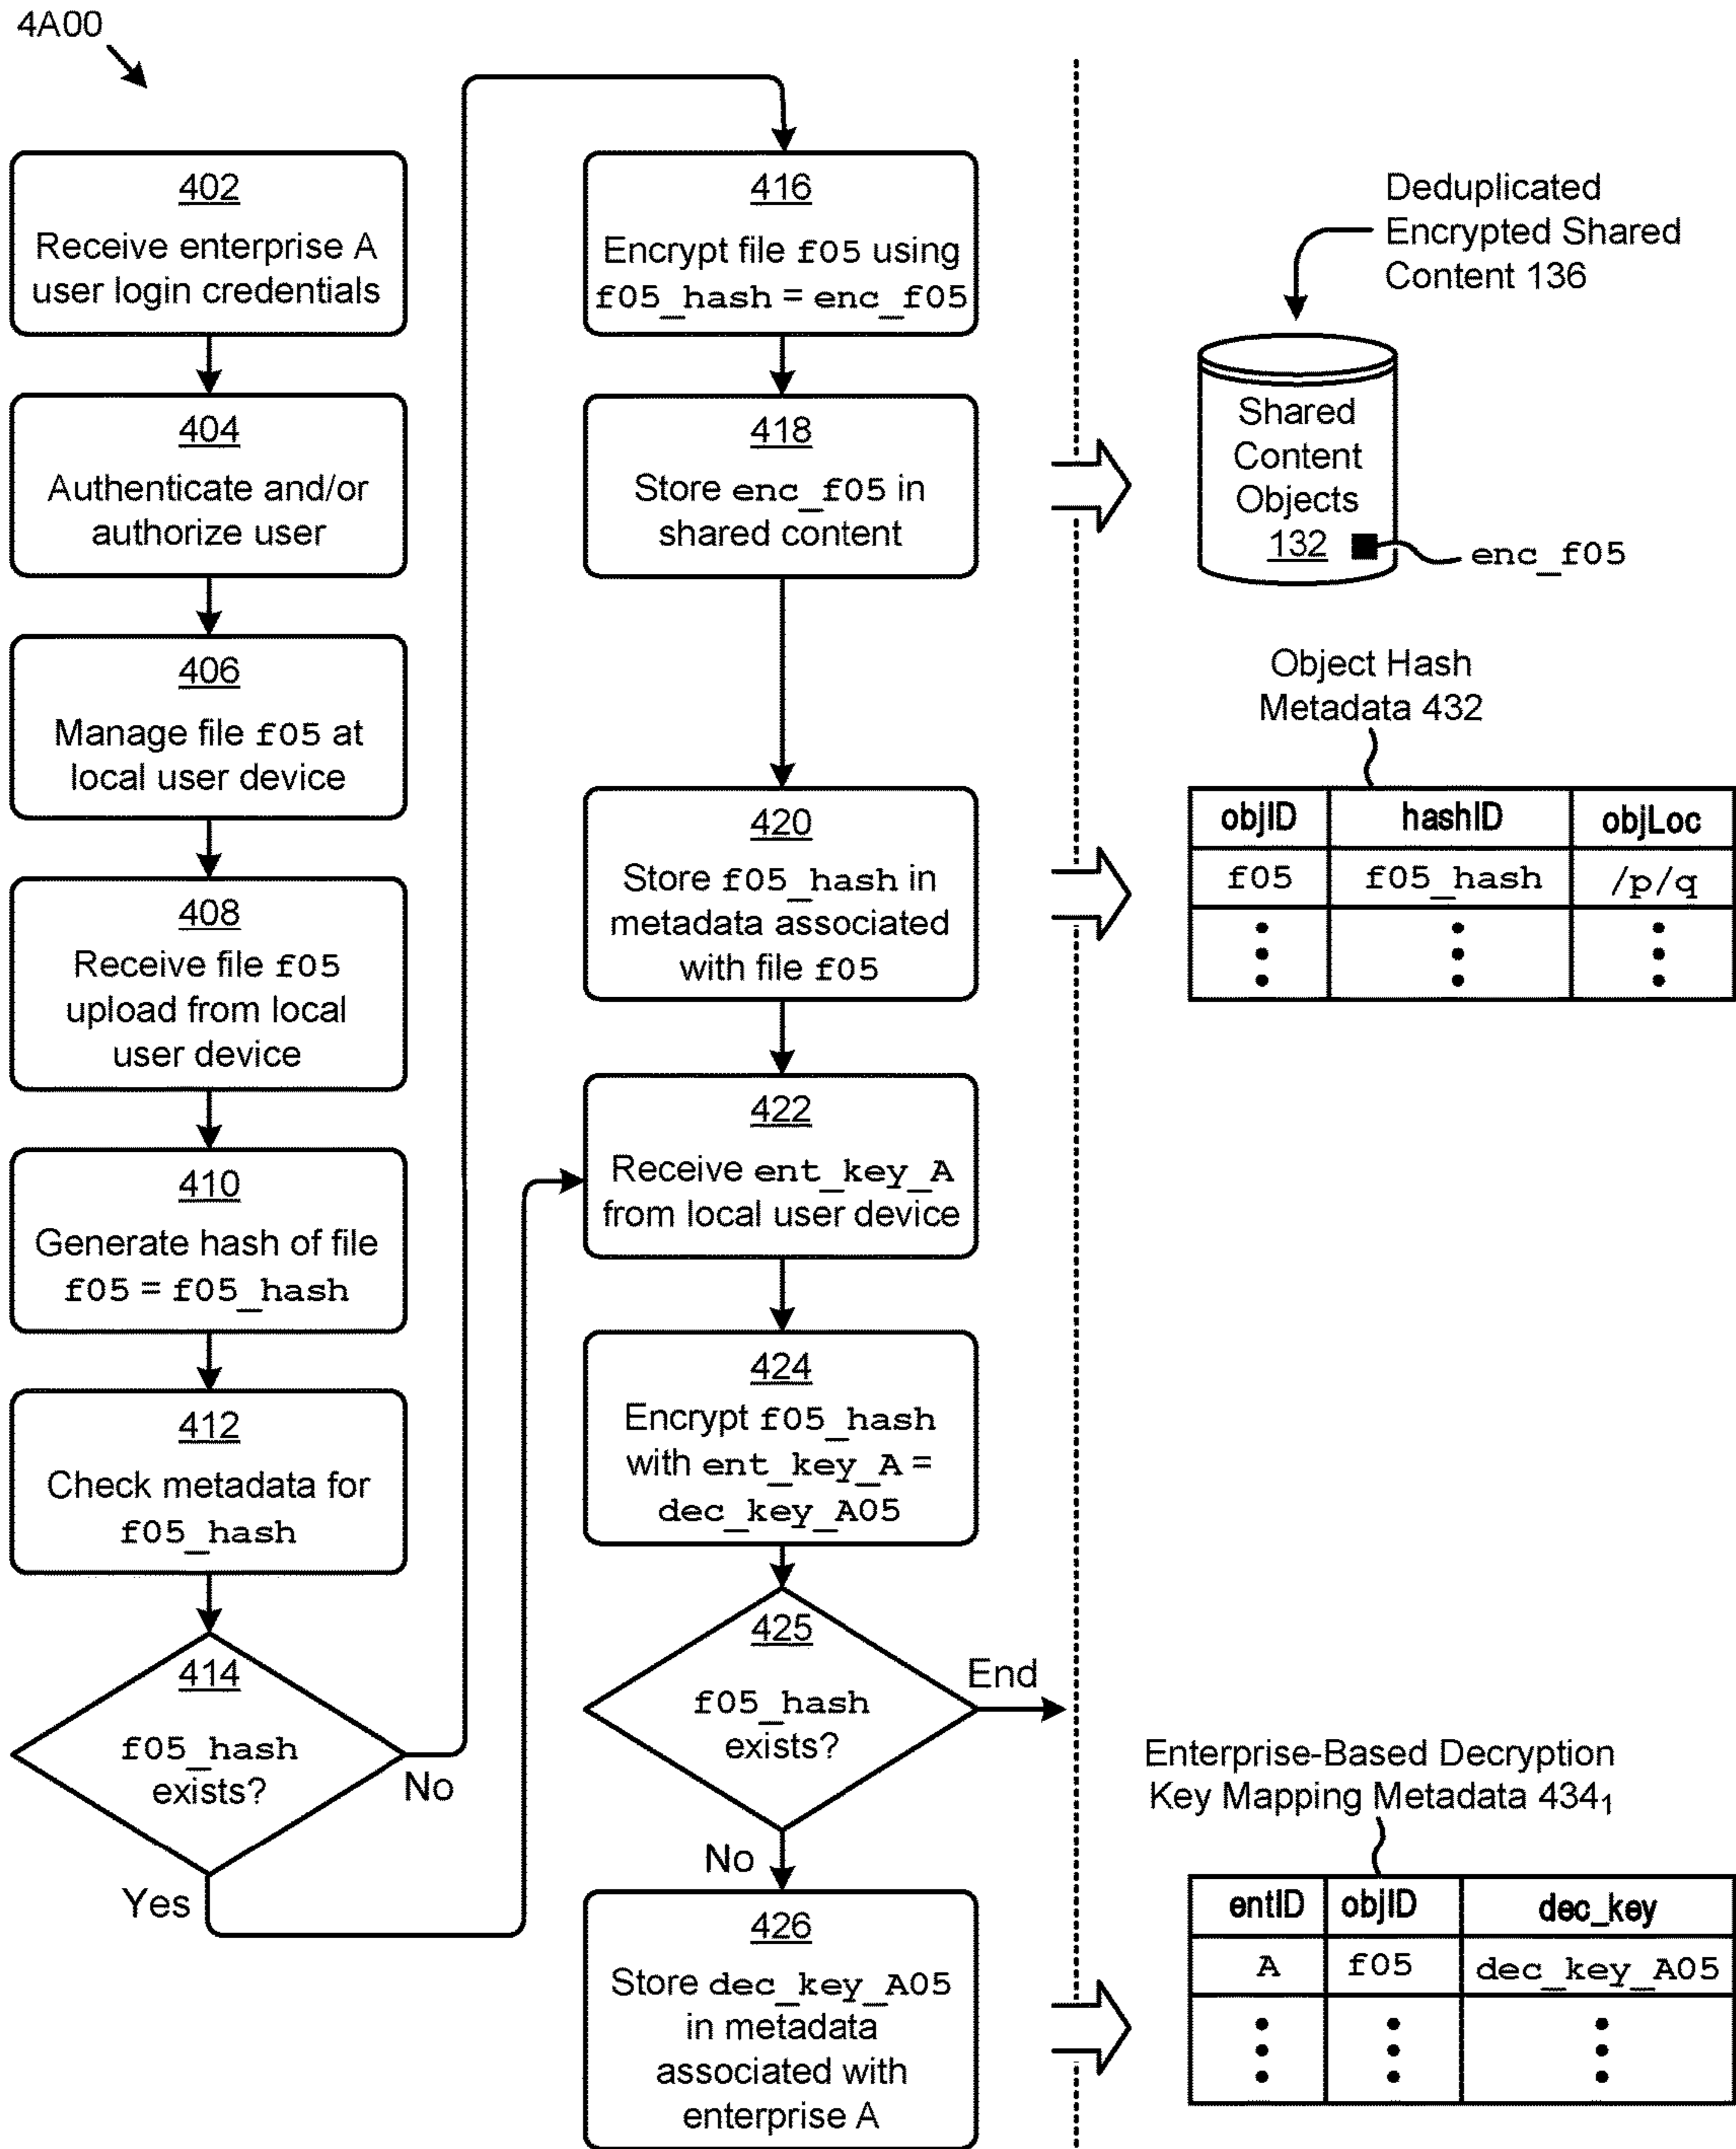 4A00
402
Receive enterprise A
user login credentials
404
Authenticate and/or
authorize user
406
Manage file f05 at
local user device
408
Receive file f05
upload from local
user device
410
Generate hash of file
f05 = f05_hash
412
Check metadata for
f05_hash
414
f05_hash
exists?
No
Yes
416
Encrypt file f05 using
f05_hash = enc_f05
418
Store enc_f05 in
shared content
420
Store f05_hash in
metadata associated
with file f05
422
Receive ent_key_A
from local user device
424
Encrypt f05_hash
with ent_key_A =
dec_key_A05
425
f05_hash
exists?
End
No
426
Store dec_key_A05
in metadata
associated with
enterprise A
Deduplicated
Encrypted Shared
Content 136
Shared
Content
Objects
132
enc_f05
Object Hash
Metadata 432
objID hashID objLoc
f05 f05_hash /p/q
Enterprise-Based Decryption
Key Mapping Metadata 434₁
entID objID dec_key
A f05 dec_key_A05